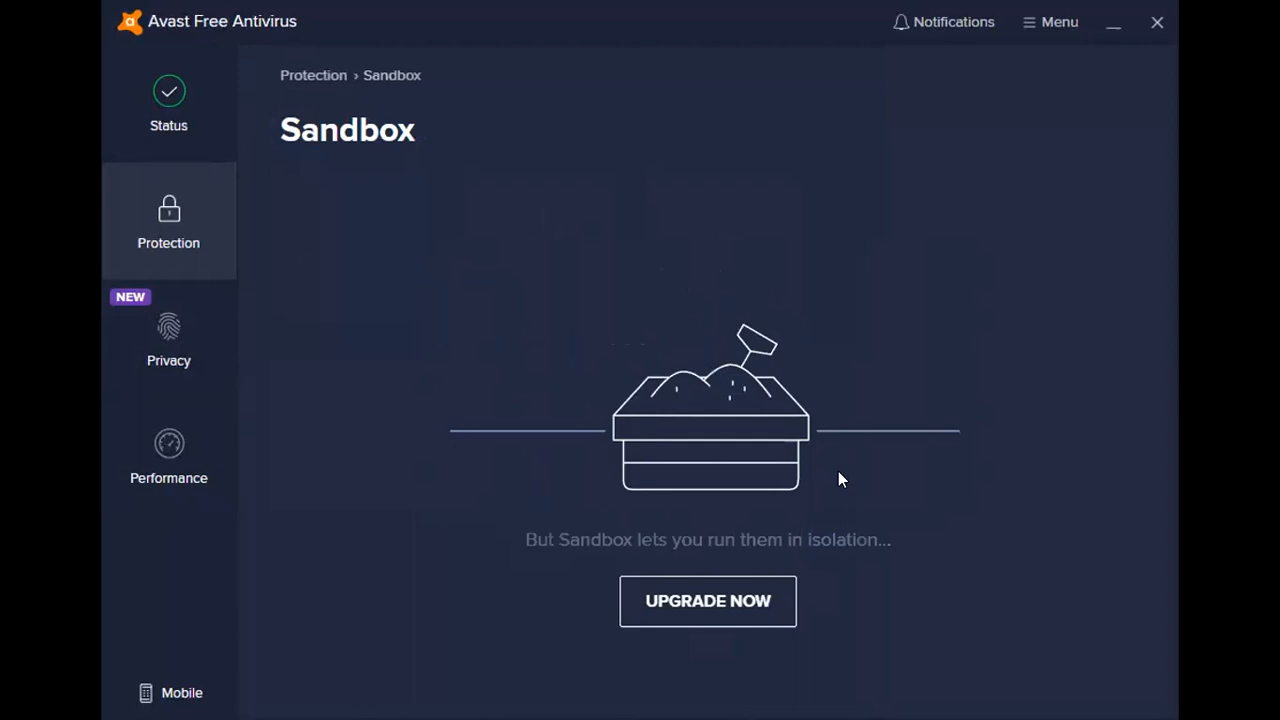 Avast Free Antivirus
Notifications
Menu
Status
Protection
NEW
Privacy
Performance
Mobile
Protection › Sandbox
Sandbox
But Sandbox lets you run them in isolation...
UPGRADE NOW